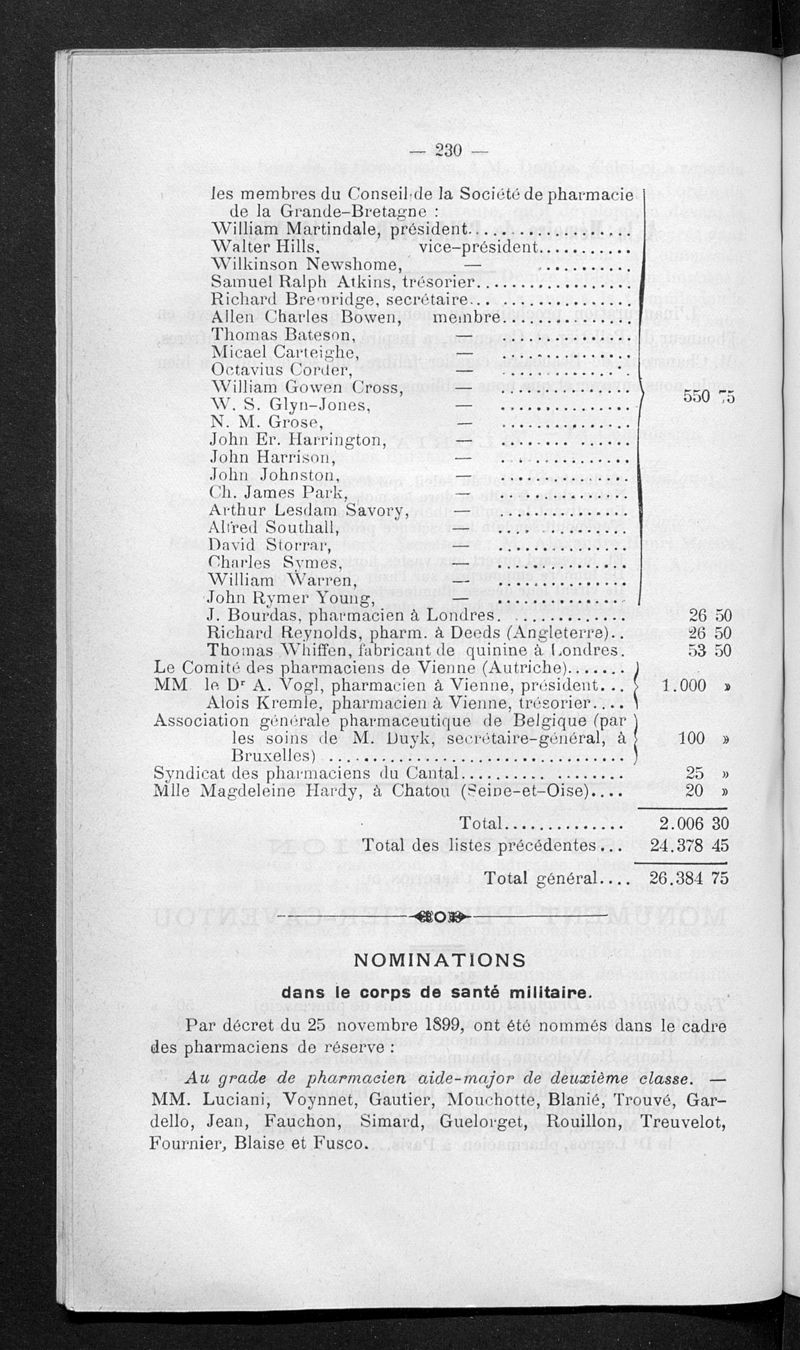 — 230 —
les membres du Conseil de la Société de pharmacie
de la Grande-Bretagne :
William Martindale, président....................
Walter Hills, vice-président...........
Wilkinson Newshome, — ...........
Samuel Ralph Atkins, trésorier..................
Richard Bremridge, secrétaire...................
Allen Charles Bowen, membre...............
Thomas Bateson, — ...............
Micael Carteighe, — ...............
Octavius Corder, — ...............
William Gowen Cross, — ............... 550 75
W. S. Glyn-Jones, — ...............
N. M. Grose, — ...............
John Er. Harrington, — ...............
John Harrison, — ...............
John Johnston, — ...............
Ch. James Park, — ...............
Arthur Lesdam Savory, — ...............
Alfred Southall, — ...............
David Storrar, — ...............
Charles Symes, — ...............
William Warren, — ...............
John Rymer Young, — ...............
J. Bourdas, pharmacien à Londres.............. 26 50
Richard Reynolds, pharm. à Deeds (Angleterre).. 26 50
Thomas Whiffen, fabricant de quinine à Londres. 53 50
Le Comité des pharmaciens de Vienne (Autriche).......
MM le Dr A. Vogl, pharmacien à Vienne, président... 1.000 »
Alois Kremle, pharmacien à Vienne, trésorier....
Association générale pharmaceutique de Belgique (par
les soins de M. Duyk, secrétaire-général, à 100 »
Bruxelles) .................................
Syndicat des pharmaciens du Cantal................... 25 »
Mlle Magdeleine Hardy, à Chatou (Seine-et-Oise).... 20 »
Total.............. 2.006 30
Total des listes précédentes... 24.378 45
Total général.... 26.384 75
NOMINATIONS
dans le corps de santé militaire.
Par décret du 25 novembre 1899, ont été nommés dans le cadre
des pharmaciens de réserve :
Au grade de pharmacien aide-major de deuxième classe. —
MM. Luciani, Voynnet, Gautier, Mouchotte, Blanié, Trouvé, Gar-
dello, Jean, Fauchon, Simard, Guelorget, Rouillon, Treuvelot,
Fournier, Blaise et Fusco.